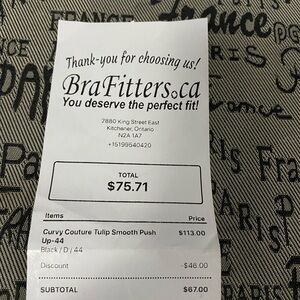 Thank-you for choosing us!
BraFitters.ca
You deserve the perfect fit!
2880 King Street East
Kitchener, Ontario
N2A 1A7
+15199540420
TOTAL
$75.71
Items Price
Curvy Couture Tulip Smooth Push $113.00
Up-44
Black / D / 44
Discount -$46.00
SUBTOTAL $67.00
France
PARIS